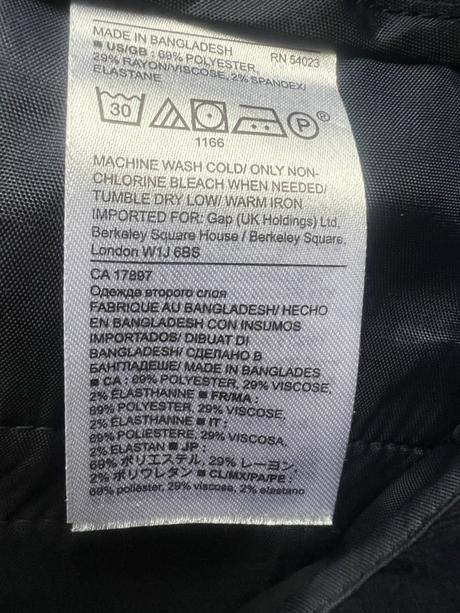 MADE IN BANGLADESH RN 54023
■ US/GB : 69% POLYESTER,
29% RAYON/VISCOSE, 2% SPANDEX/
ELASTANE
30 P ®
1166
MACHINE WASH COLD/ ONLY NON-
CHLORINE BLEACH WHEN NEEDED/
TUMBLE DRY LOW/ WARM IRON
IMPORTED FOR: Gap (UK Holdings) Ltd,
Berkeley Square House / Berkeley Square,
London W1J 6BS
CA 17897
Одежда второго слоя
FABRIQUE AU BANGLADESH/ HECHO
EN BANGLADESH CON INSUMOS
IMPORTADOS/ DIBUAT DI
BANGLADESH/ СДЕЛАНО В
БАНГЛАДЕШЕ/ MADE IN BANGLADES
■ CA : 69% POLYESTER, 29% VISCOSE,
2% ÉLASTHANNE ■ FR/MA :
69% POLYESTER, 29% VISCOSE,
2% ÉLASTHANNE ■ IT :
69% POLIESTERE, 29% VISCOSA,
2% ELASTAN ■ JP :
69% ポリエステル, 29% レーヨン,
2% ポリウレタン ■ CL/MX/PA/PE:
69% poliéster, 29% viscosa, 2% elastano